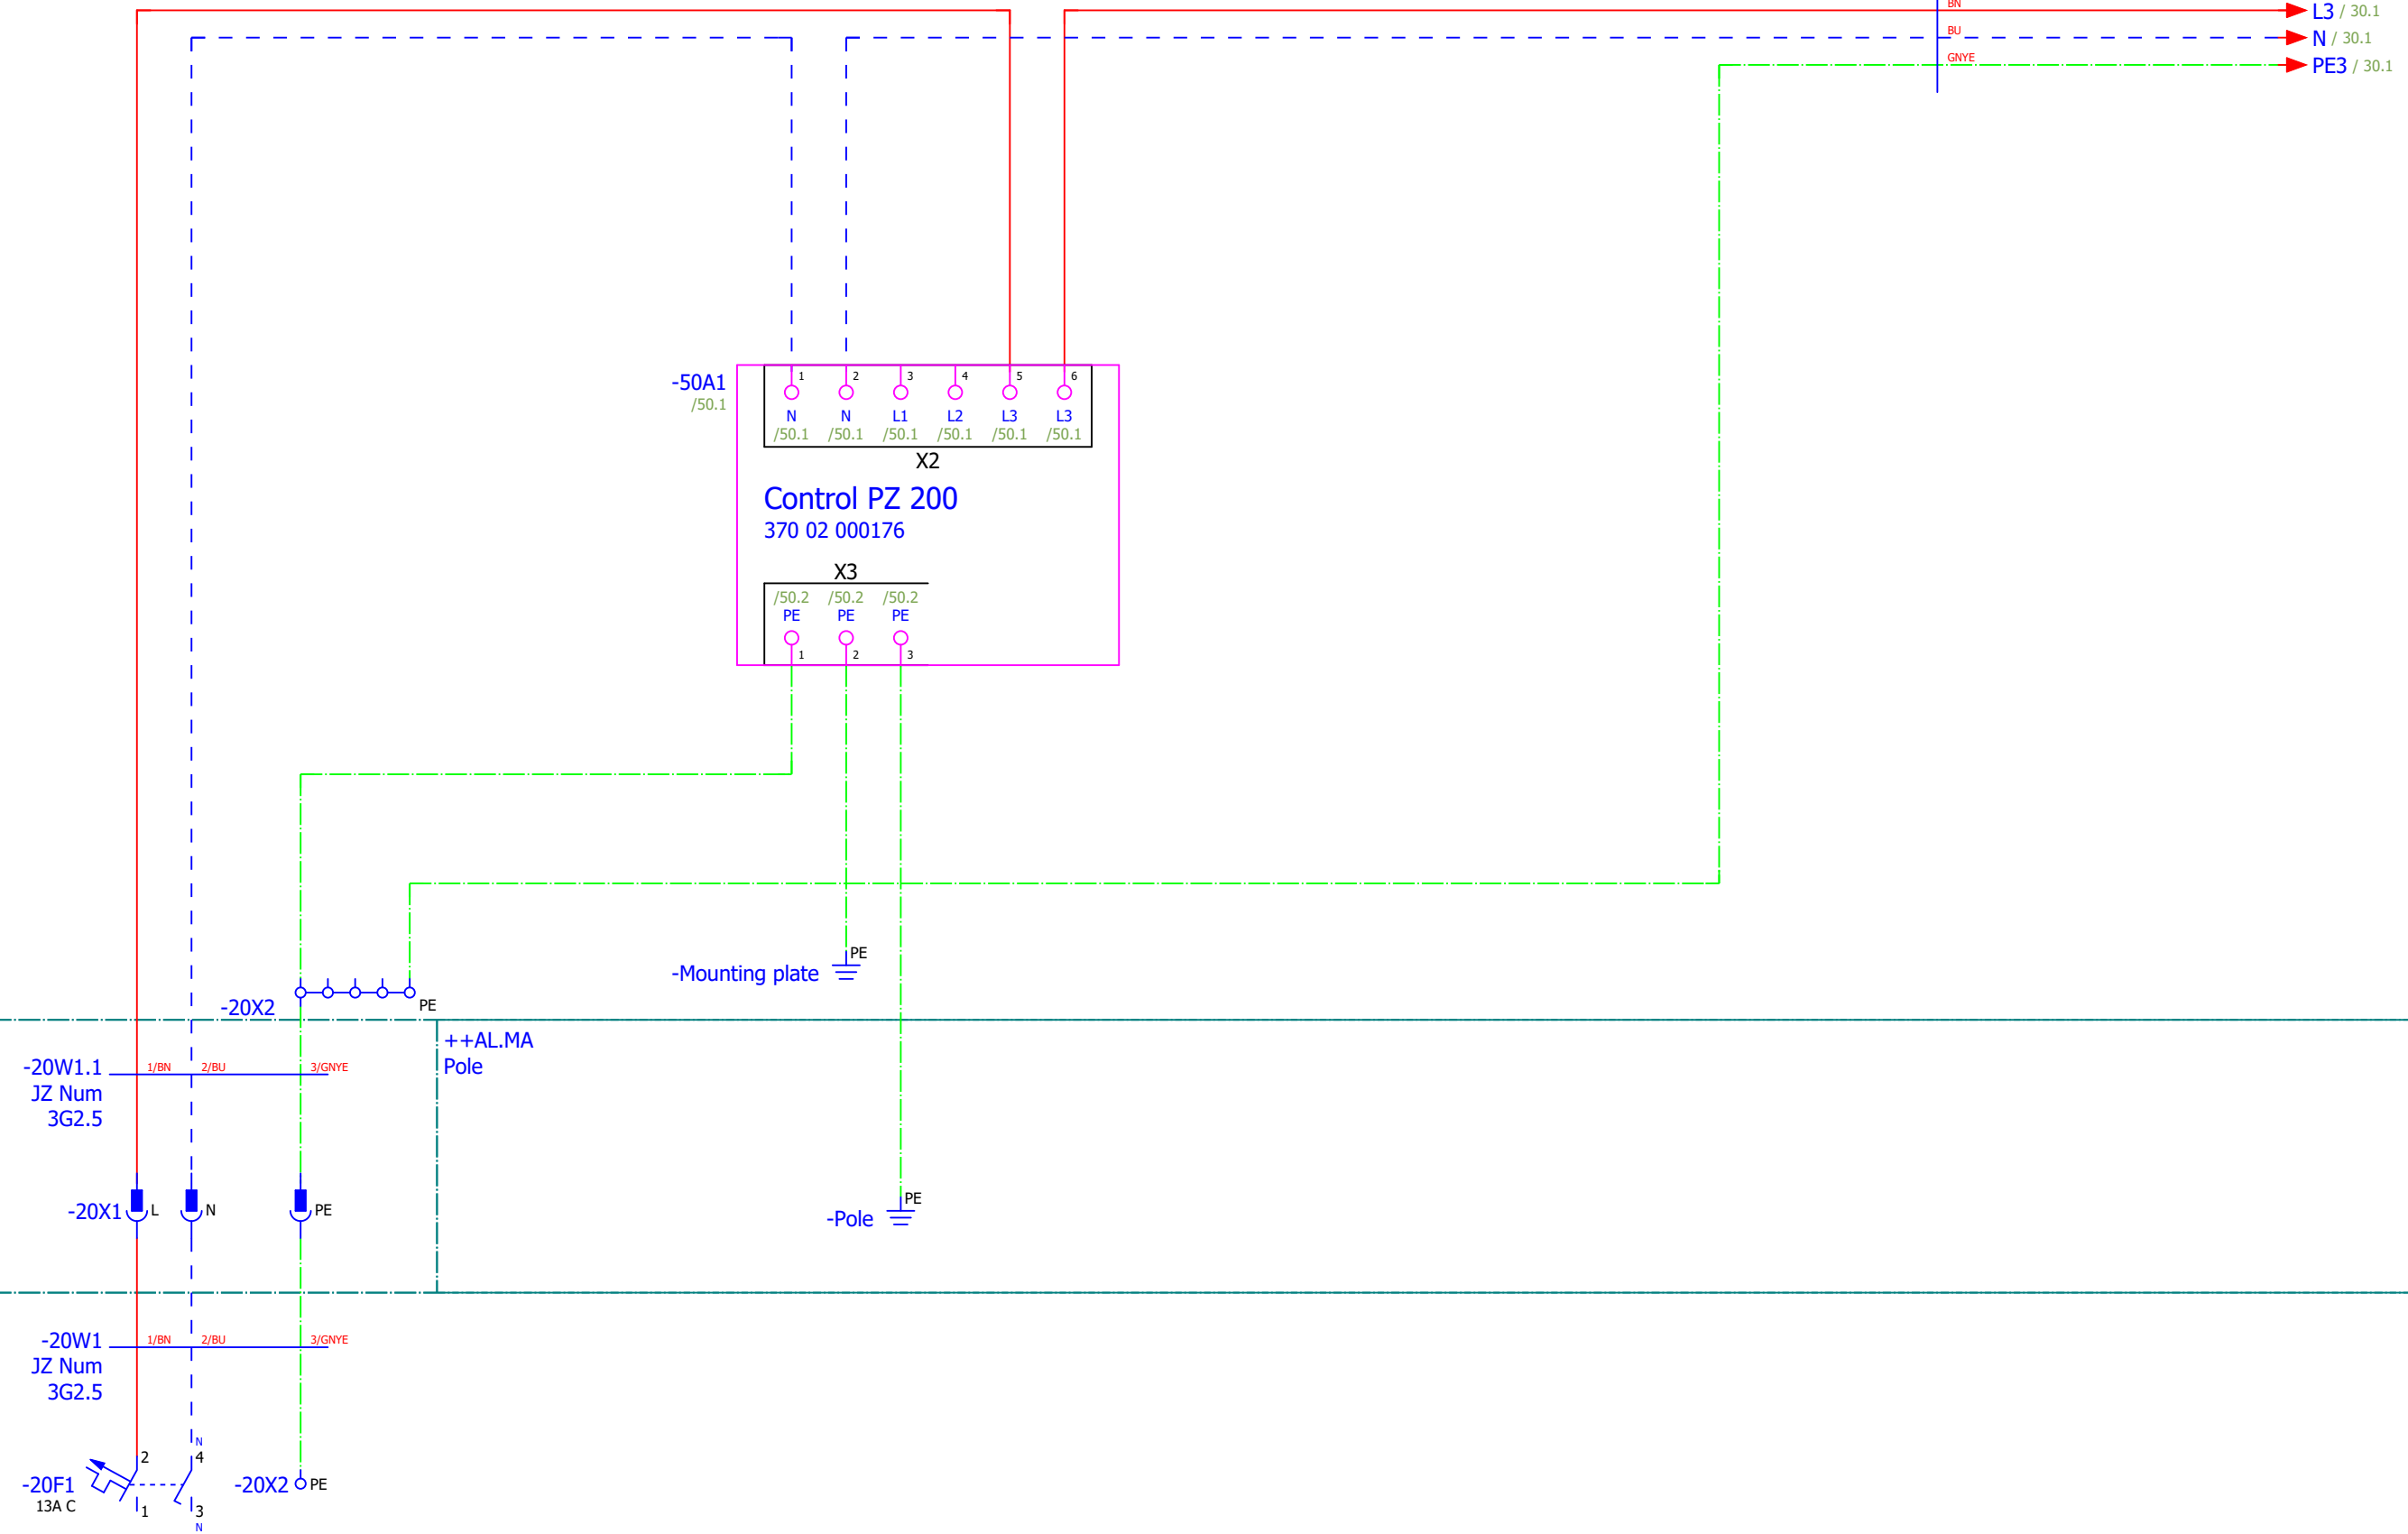 BN
L3 / 30.1
BU
N / 30.1
GNYE
PE3 / 30.1
-50A1
/50.1
1 2 3 4 5 6
N N L1 L2 L3 L3
/50.1 /50.1 /50.1 /50.1 /50.1 /50.1
X2
Control PZ 200
370 02 000176
X3
/50.2 /50.2 /50.2
PE PE PE
1 2 3
PE
-Mounting plate
-20X2
PE
++AL.MA
Pole
-20W1.1
1/BN 2/BU 3/GNYE
JZ Num
3G2.5
-20X1 L N PE
PE
-Pole
-20W1
1/BN 2/BU 3/GNYE
JZ Num
3G2.5
N
2 4
-20F1
13A C
-20X2 PE
1 3
N